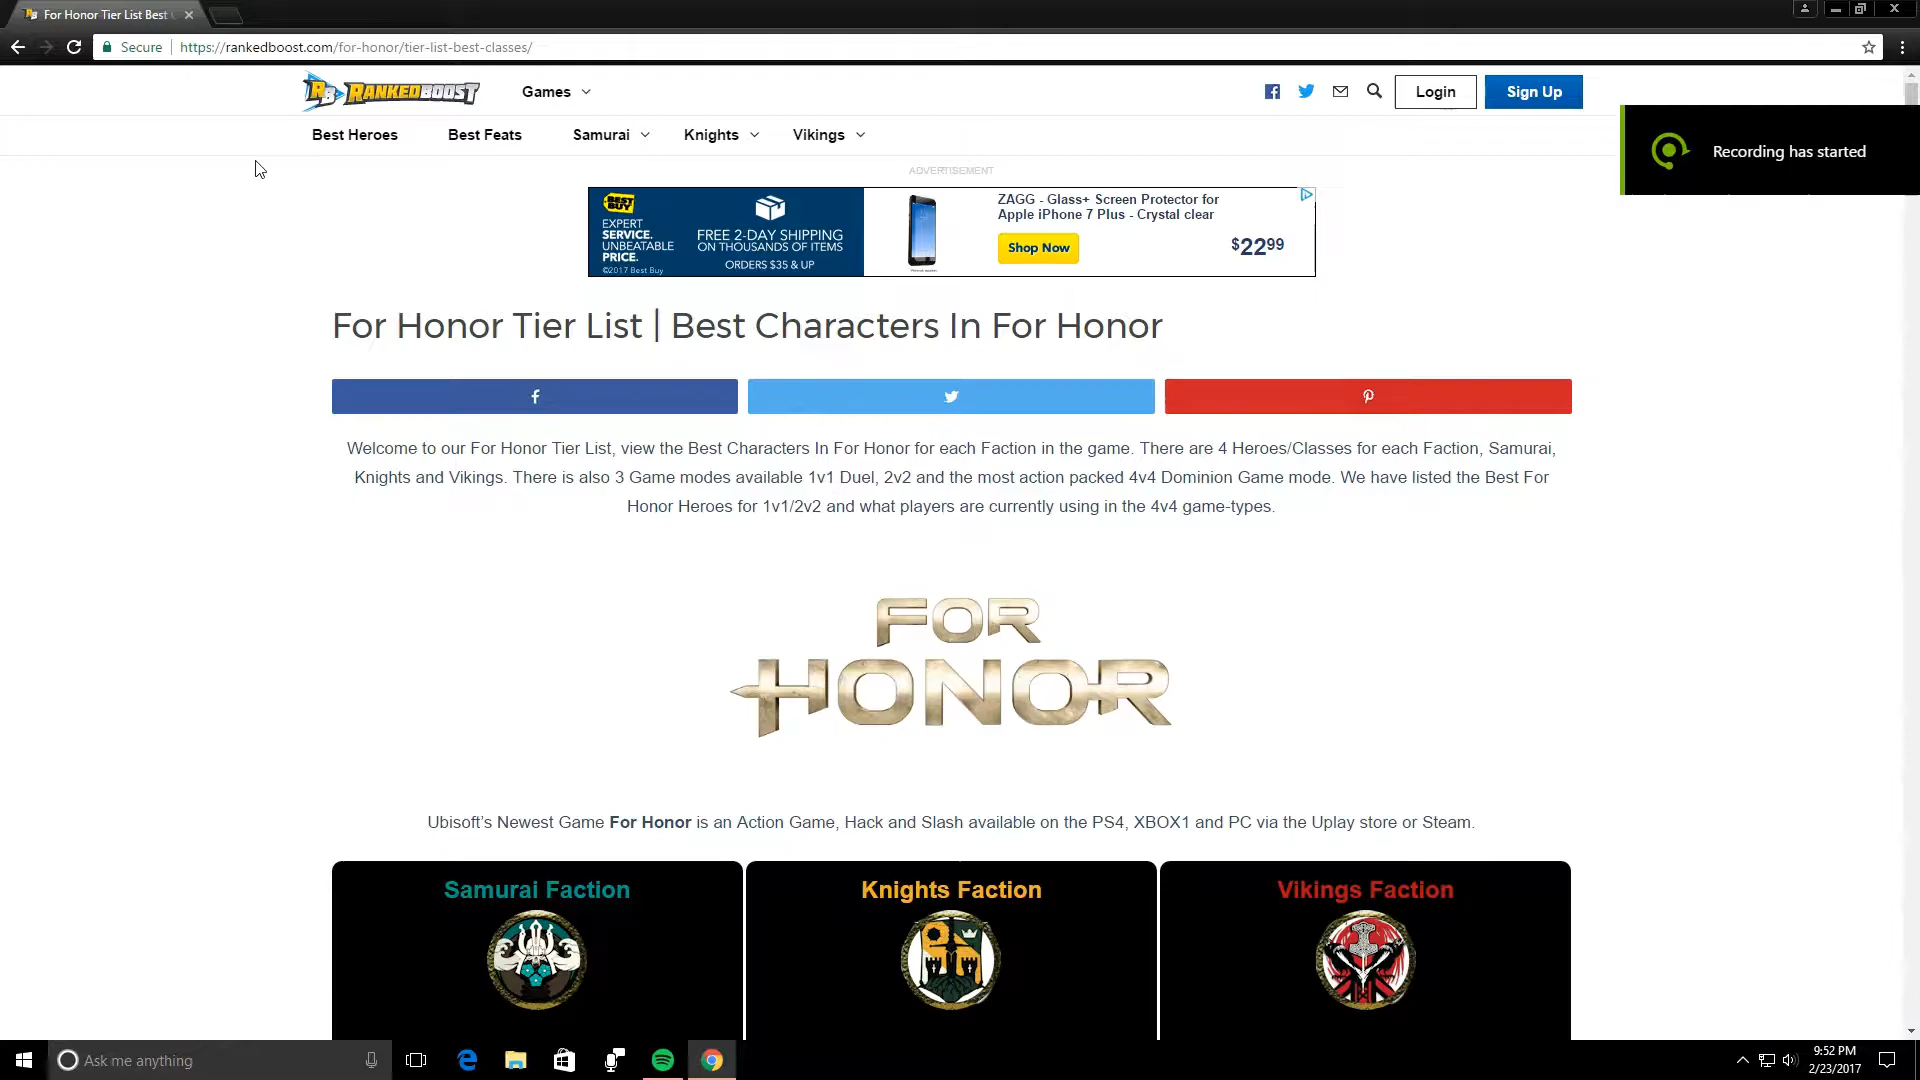 For Honor Tier List Best
Secure
https://rankedboost.com/for-honor/tier-list-best-classes/
RB RANKEDBOOST
Games
Login
Sign Up
Best Heroes
Best Feats
Samurai
Knights
Vikings
Recording has started
ADVERTISEMENT
BEST BUY
EXPERT
SERVICE.
UNBEATABLE
PRICE.
©2017 Best Buy
FREE 2-DAY SHIPPING
ON THOUSANDS OF ITEMS
ORDERS $35 & UP
ZAGG - Glass+ Screen Protector for
Apple iPhone 7 Plus - Crystal clear
Shop Now
$2299
For Honor Tier List | Best Characters In For Honor
Welcome to our For Honor Tier List, view the Best Characters In For Honor for each Faction in the game. There are 4 Heroes/Classes for each Faction, Samurai,
Knights and Vikings. There is also 3 Game modes available 1v1 Duel, 2v2 and the most action packed 4v4 Dominion Game mode. We have listed the Best For
Honor Heroes for 1v1/2v2 and what players are currently using in the 4v4 game-types.
FOR
HONOR
Ubisoft's Newest Game For Honor is an Action Game, Hack and Slash available on the PS4, XBOX1 and PC via the Uplay store or Steam.
Samurai Faction
Knights Faction
Vikings Faction
Ask me anything
9:52 PM
2/23/2017